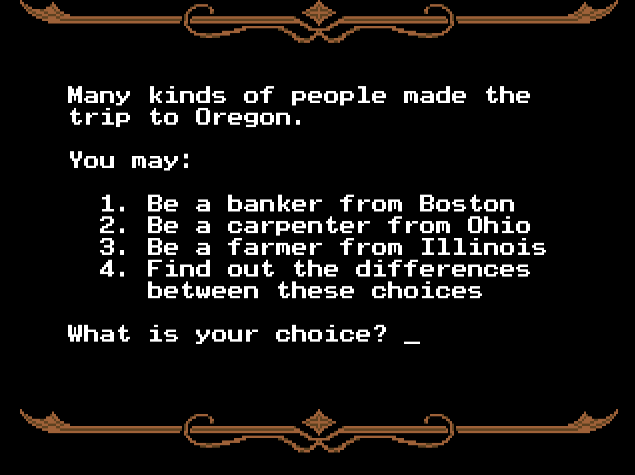 Many kinds of people made the
trip to Oregon.
You may:
1. Be a banker from Boston
2. Be a carpenter from Ohio
3. Be a farmer from Illinois
4. Find out the differences
between these choices
What is your choice? _